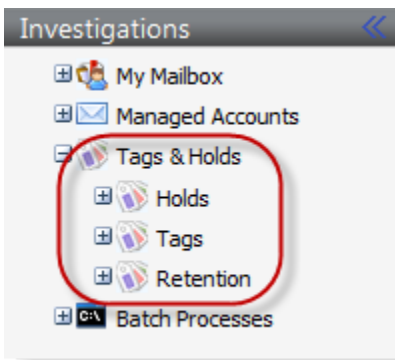 Investigations
My Mailbox
Managed Accounts
Tags & Holds
Holds
Tags
Retention
C:\ Batch Processes